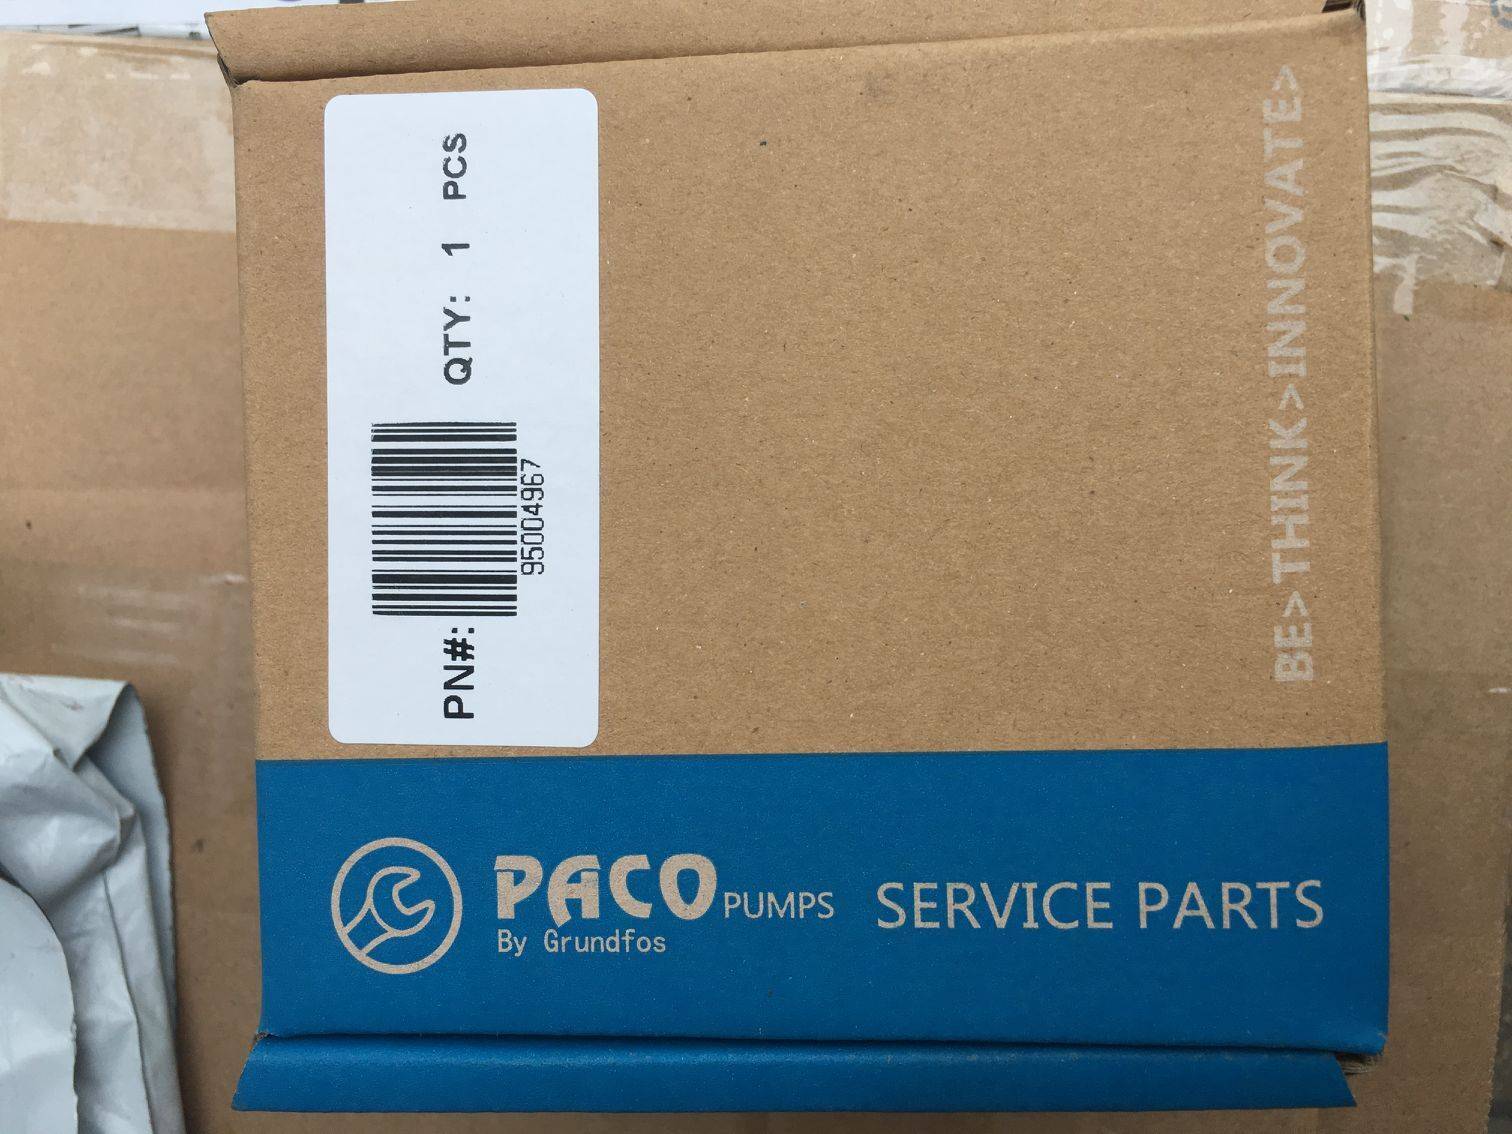 PN#: QTY: 1 PCS
95004967
BE>THINK>INNOVATE>
PACO PUMPS SERVICE PARTS
By Grundfos